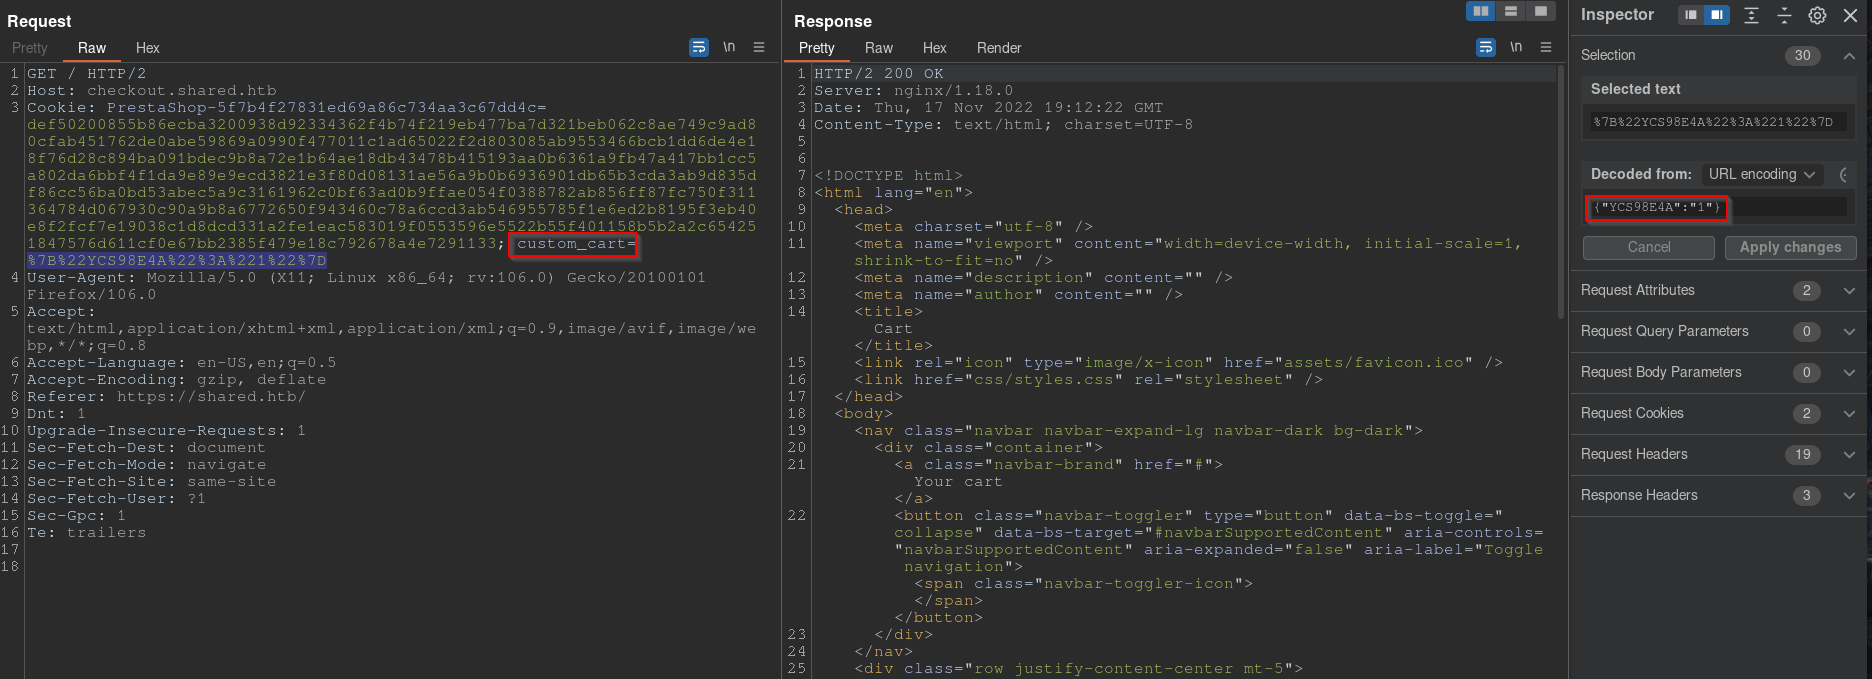 Request
Pretty Raw Hex
\n
1 GET / HTTP/2
2 Host: checkout.shared.htb
3 Cookie: PrestaShop-5f7b4f27831ed69a86c734aa3c67dd4c=
def50200855b86ecba3200938d92334362f4b74f219eb477ba7d321beb062c8ae749c9ad8
0cfab451762de0abe59869a0990f477011c1ad65022f2d803085ab9553466bcb1dd6de4e1
8f76d28c894ba091bdec9b8a72e1b64ae18db43478b415193aa0b6361a9fb47a417bb1cc5
a802da6bbf4f1da9e89e9ecd3821e3f80d08131ae56a9b0b6936901db65b3cda3ab9d835d
f86cc56ba0bd53abec5a9c3161962c0bf63ad0b9ffae054f0388782ab856ff87fc750f311
364784d067930c90a9b8a6772650f943460c78a6ccd3ab546955785f1e6ed2b8195f3eb40
e8f2fcf7e19038c1d8dcd331a2fe1eac583019f0553596e5522b55f401158b5b2a2c65425
1847576d611cf0e67bb2385f479e18c792678a4e7291133; custom_cart=
%7B%22YCS98E4A%22%3A%221%22%7D
4 User-Agent: Mozilla/5.0 (X11; Linux x86_64; rv:106.0) Gecko/20100101
Firefox/106.0
5 Accept:
text/html,application/xhtml+xml,application/xml;q=0.9,image/avif,image/we
bp,*/*;q=0.8
6 Accept-Language: en-US,en;q=0.5
7 Accept-Encoding: gzip, deflate
8 Referer: https://shared.htb/
9 Dnt: 1
10 Upgrade-Insecure-Requests: 1
11 Sec-Fetch-Dest: document
12 Sec-Fetch-Mode: navigate
13 Sec-Fetch-Site: same-site
14 Sec-Fetch-User: ?1
15 Sec-Gpc: 1
16 Te: trailers
17
18
Response
Pretty Raw Hex Render
\n
1 HTTP/2 200 OK
2 Server: nginx/1.18.0
3 Date: Thu, 17 Nov 2022 19:12:22 GMT
4 Content-Type: text/html; charset=UTF-8
5
6
7 <!DOCTYPE html>
8 <html lang="en">
9 <head>
10 <meta charset="utf-8" />
11 <meta name="viewport" content="width=device-width, initial-scale=1,
shrink-to-fit=no" />
12 <meta name="description" content="" />
13 <meta name="author" content="" />
14 <title>
Cart
</title>
15 <link rel="icon" type="image/x-icon" href="assets/favicon.ico" />
16 <link href="css/styles.css" rel="stylesheet" />
17 </head>
18 <body>
19 <nav class="navbar navbar-expand-lg navbar-dark bg-dark">
20 <div class="container">
21 <a class="navbar-brand" href="#">
Your cart
</a>
22 <button class="navbar-toggler" type="button" data-bs-toggle="
collapse" data-bs-target="#navbarSupportedContent" aria-controls=
"navbarSupportedContent" aria-expanded="false" aria-label="Toggle
navigation">
<span class="navbar-toggler-icon">
</span>
</button>
23 </div>
24 </nav>
25 <div class="row justify-content-center mt-5">
Inspector
Selection 30
Selected text
%7B%22YCS98E4A%22%3A%221%22%7D
Decoded from: URL encoding
{"YCS98E4A":"1"}
Cancel Apply changes
Request Attributes 2
Request Query Parameters 0
Request Body Parameters 0
Request Cookies 2
Request Headers 19
Response Headers 3